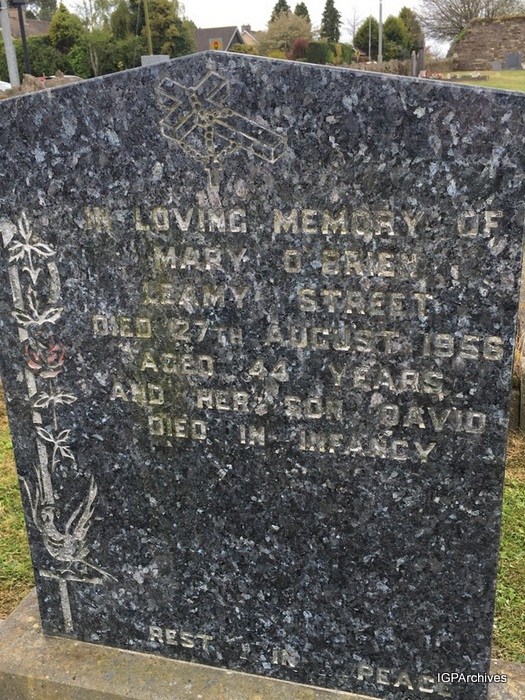 IN LOVING MEMORY OF
MARY O'BRIEN
SEAMY STREET
DIED 27TH AUGUST 1956
AGED 44 YEARS
AND HER SON DAVID
DIED IN INFANCY
REST IN PEACE
IGPArchives